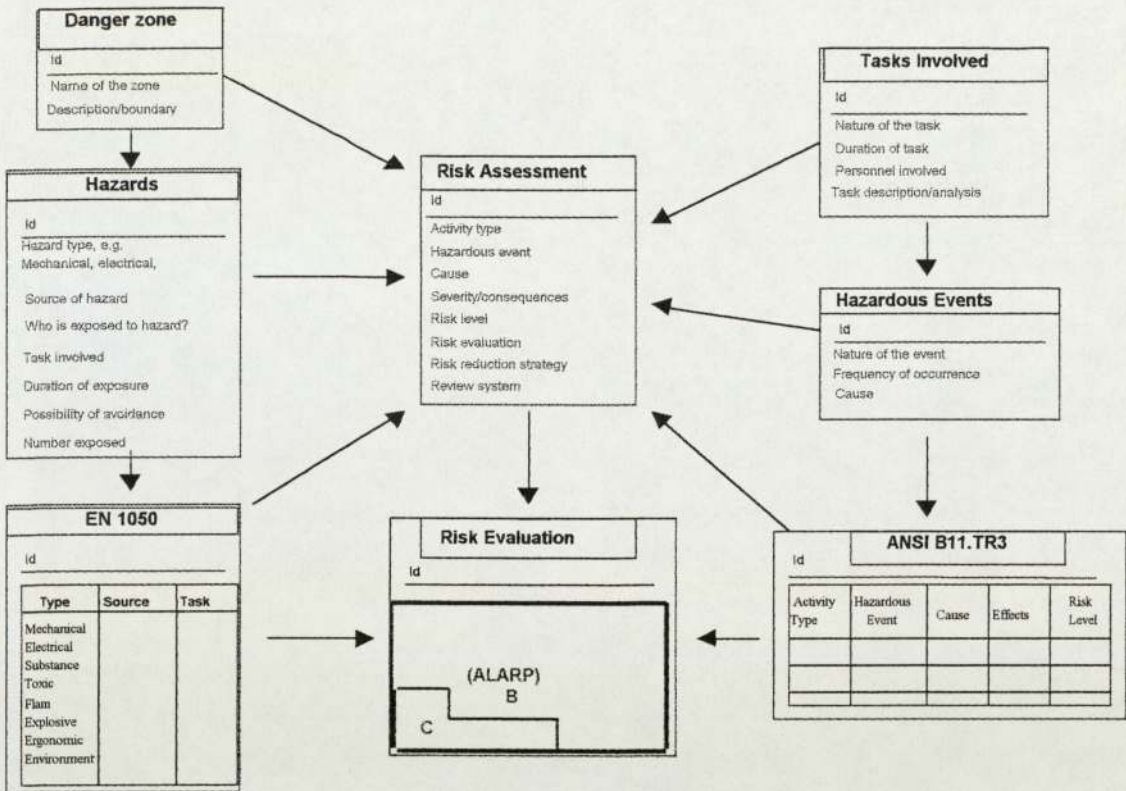 Danger zone
Id
Name of the zone
Description/boundary
Hazards
Id
Hazard type, e.g.
Mechanical, electrical,
Source of hazard
Who is exposed to hazard?
Task involved
Duration of exposure
Possibility of avoidance
Number exposed
EN 1050
Id
Type Source Task
Mechanical
Electrical
Substance
Toxic
Flam
Explosive
Ergonomic
Environment
Risk Assessment
Id
Activity type
Hazardous event
Cause
Severity/consequences
Risk level
Risk evaluation
Risk reduction strategy
Review system
Risk Evaluation
Id
(ALARP)
B
C
Tasks Involved
Id
Nature of the task
Duration of task
Personnel involved
Task description/analysis
Hazardous Events
Id
Nature of the event
Frequency of occurrence
Cause
ANSI B11.TR3
Id
Activity Hazardous Cause Effects Risk
Type Event Level